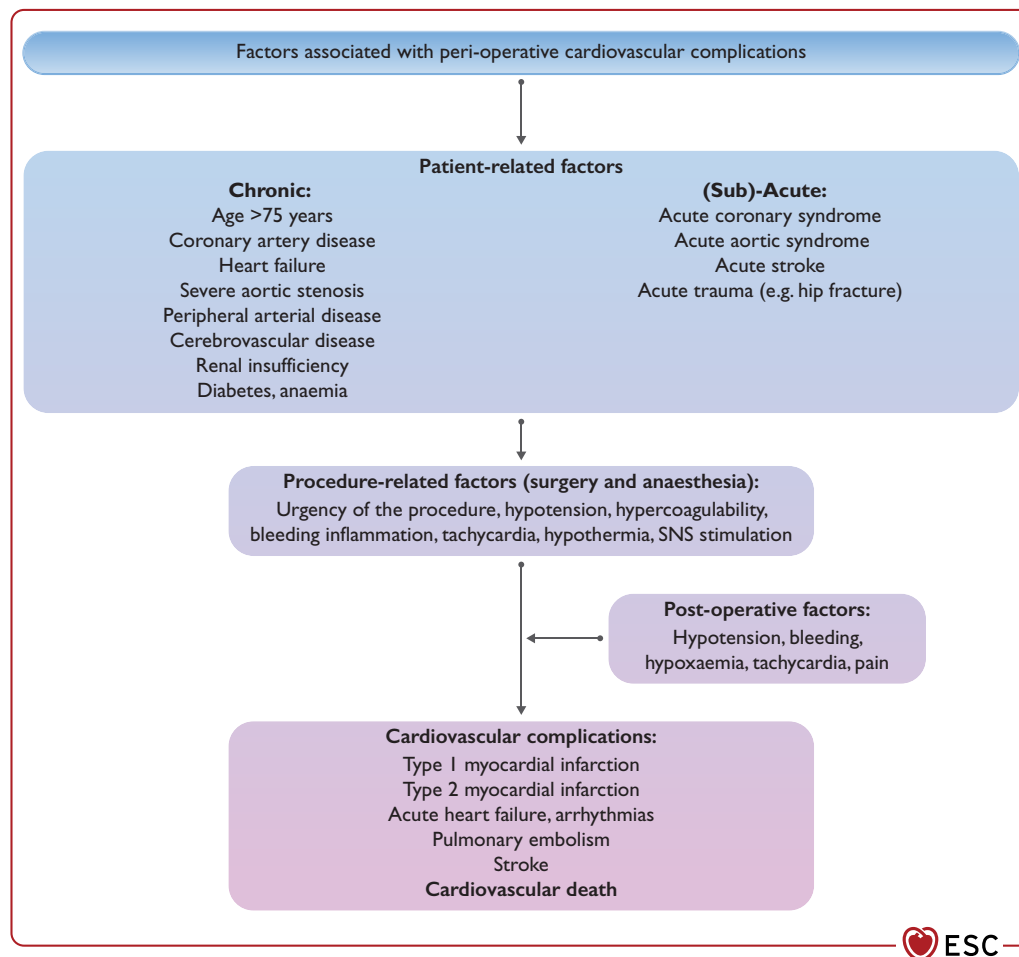 Factors associated with peri-operative cardiovascular complications
Patient-related factors
Chronic:
Age >75 years
Coronary artery disease
Heart failure
Severe aortic stenosis
Peripheral arterial disease
Cerebrovascular disease
Renal insufficiency
Diabetes, anaemia
(Sub)-Acute:
Acute coronary syndrome
Acute aortic syndrome
Acute stroke
Acute trauma (e.g. hip fracture)
Procedure-related factors (surgery and anaesthesia):
Urgency of the procedure, hypotension, hypercoagulability,
bleeding inflammation, tachycardia, hypothermia, SNS stimulation
Post-operative factors:
Hypotension, bleeding,
hypoxaemia, tachycardia, pain
Cardiovascular complications:
Type 1 myocardial infarction
Type 2 myocardial infarction
Acute heart failure, arrhythmias
Pulmonary embolism
Stroke
Cardiovascular death
ESC